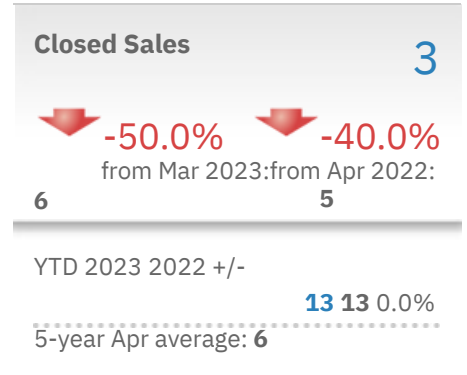 Closed Sales 3
-50.0% -40.0%
from Mar 2023:from Apr 2022:
6 5
YTD 2023 2022 +/-
13 13 0.0%
5-year Apr average: 6